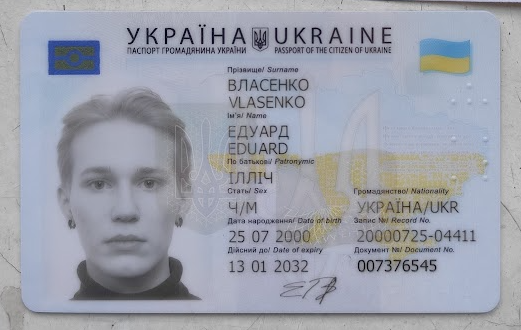 УКРАЇНА UKRAINE
ПАСПОРТ ГРОМАДЯНИНА УКРАЇНИ PASSPORT OF THE CITIZEN OF UKRAINE
Прізвище/ Surname
ВЛАСЕНКО
VLASENKO
Ім'я/ Name
ЕДУАРД
EDUARD
По батькові/ Patronymic
ІЛЛІЧ
Стать/ Sex Громадянство/ Nationality
Ч/M УКРАЇНА/UKR
Дата народження/ Date of birth Запис №/ Record No.
25 07 2000 20000725-04411
Дійсний до/ Date of expiry Документ №/ Document No.
13 01 2032 007376545